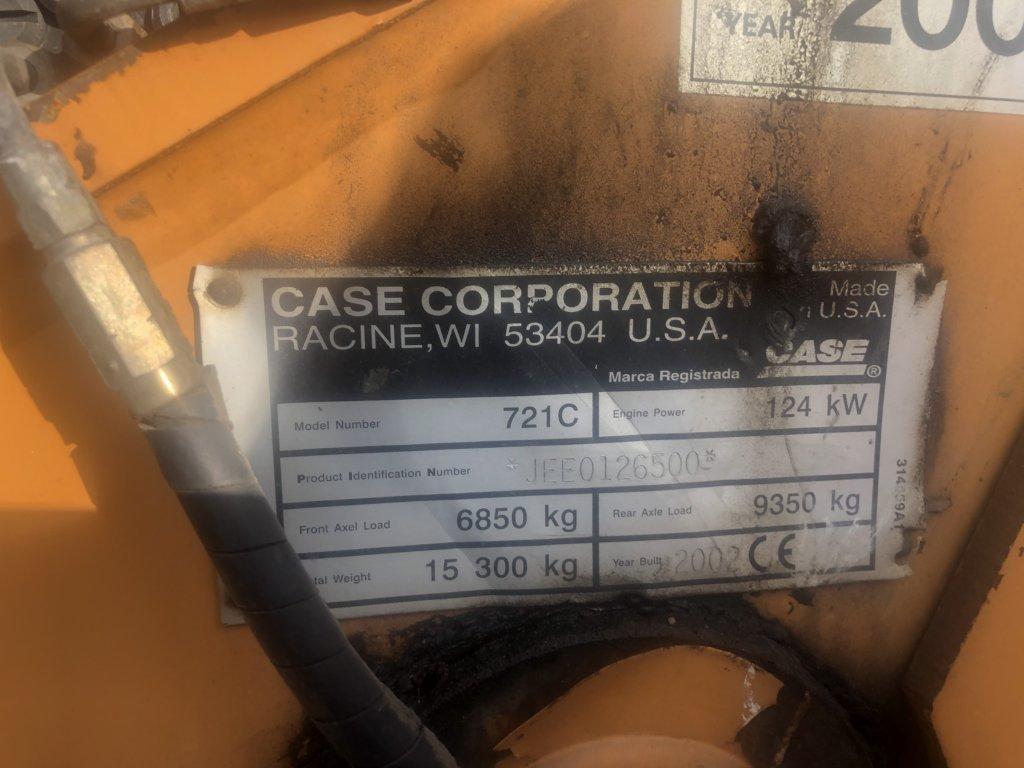 "YEAR" 200
CASE CORPORATION
Made
U.S.A.
RACINE, WI 53404 U.S.A.
CASE
Marca Registrada ®
Model Number 721C
Engine Power 124 kW
Product Identification Number *JEE0126500*
Front Axel Load 6850 kg
Rear Axle Load 9350 kg
Weight 15 300 kg
Year Built 2002 CE